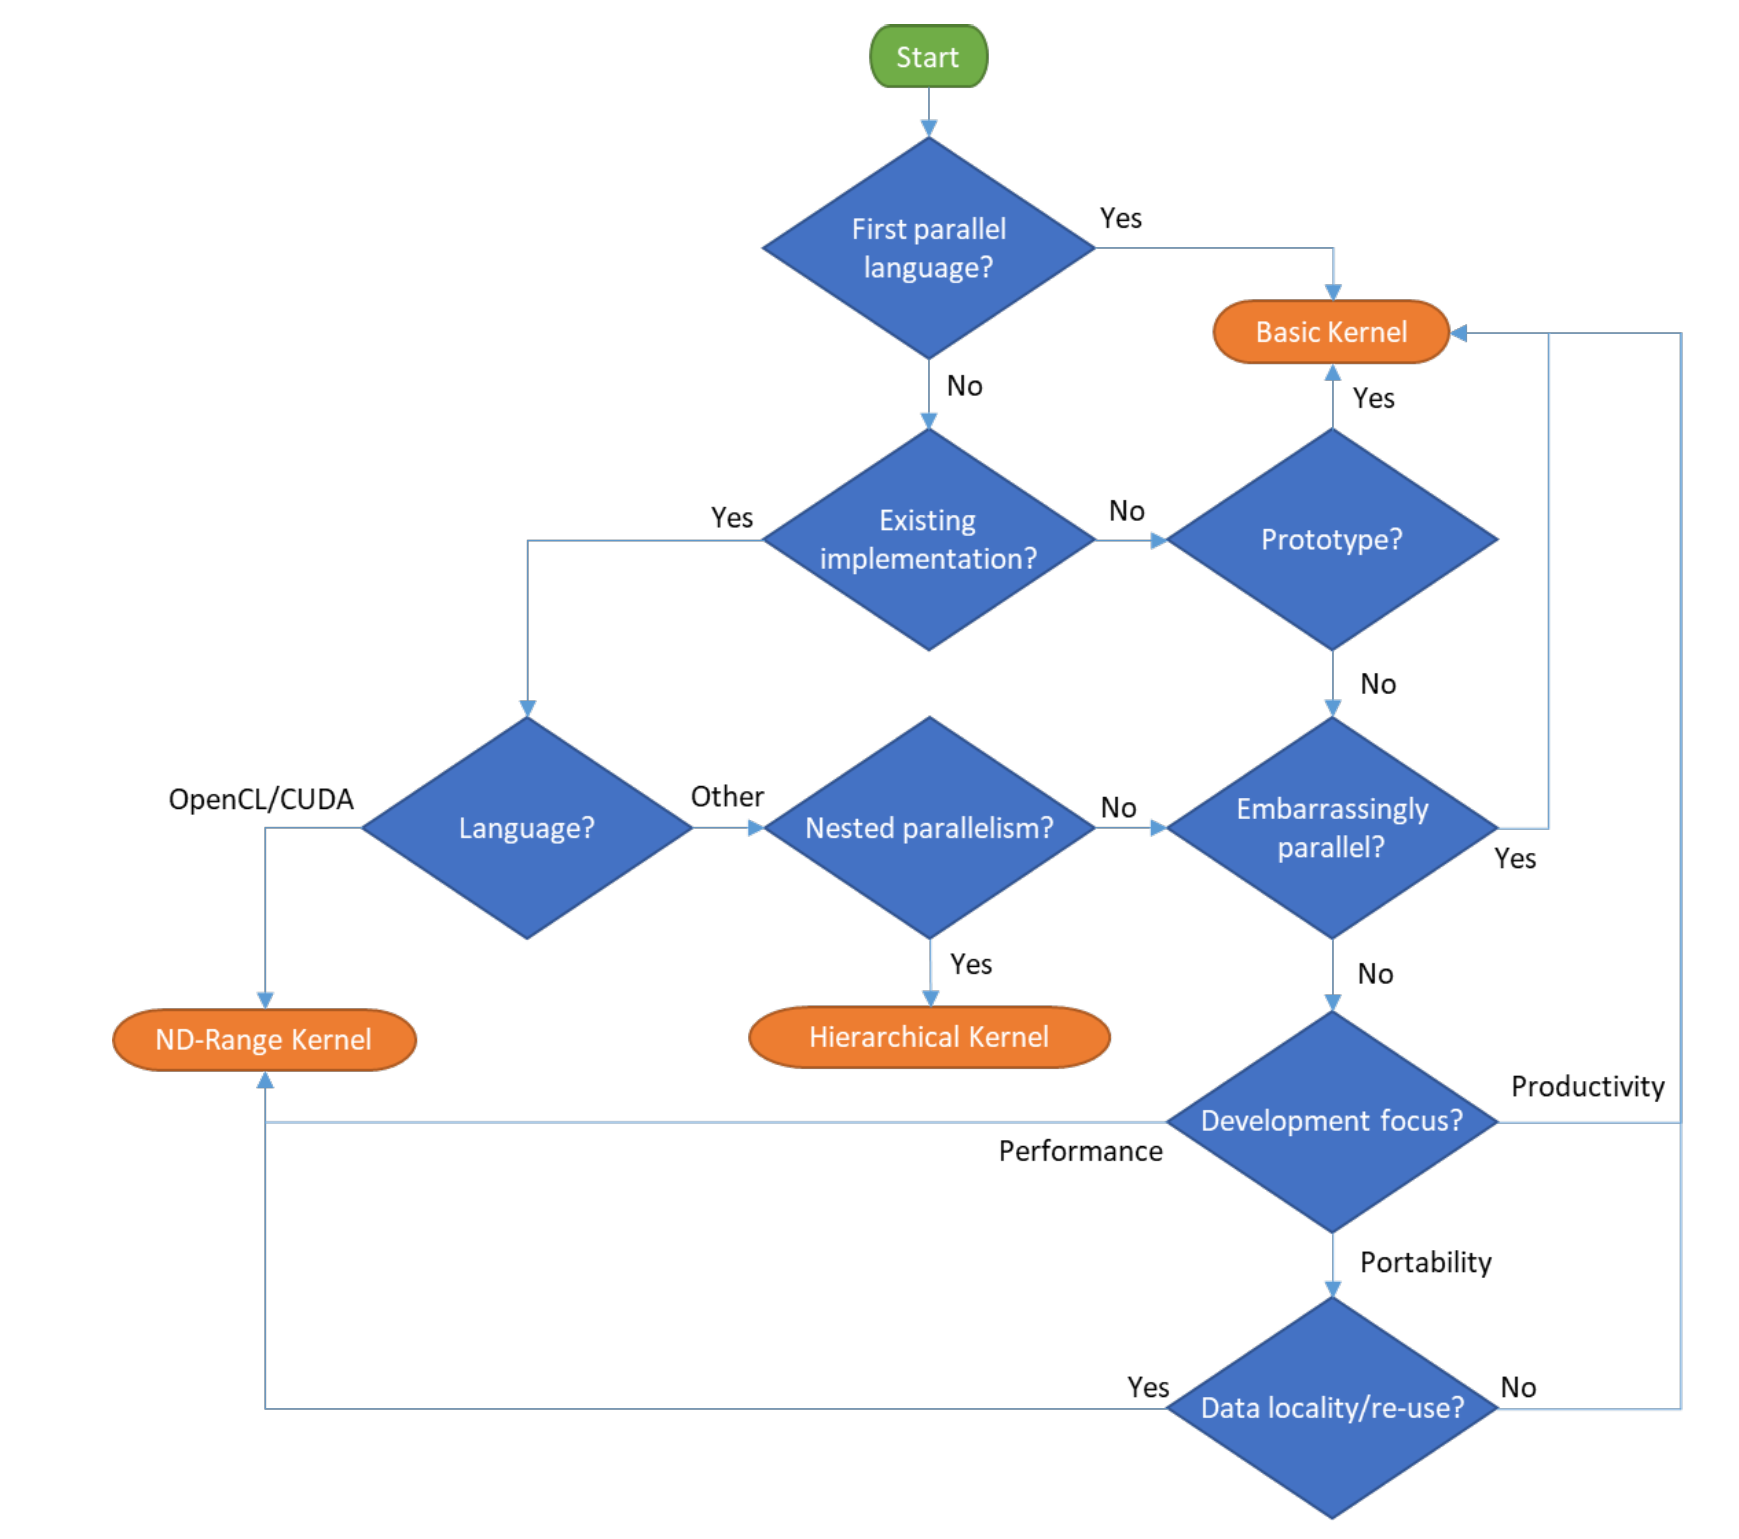 Start
First parallel
language?
Yes
Basic Kernel
No
Yes
Existing
implementation?
Yes
No
Prototype?
No
OpenCL/CUDA
Language?
Other
Nested parallelism?
No
Embarrassingly
parallel?
Yes
Yes
No
ND-Range Kernel
Hierarchical Kernel
Development focus?
Productivity
Performance
Portability
Yes
Data locality/re-use?
No